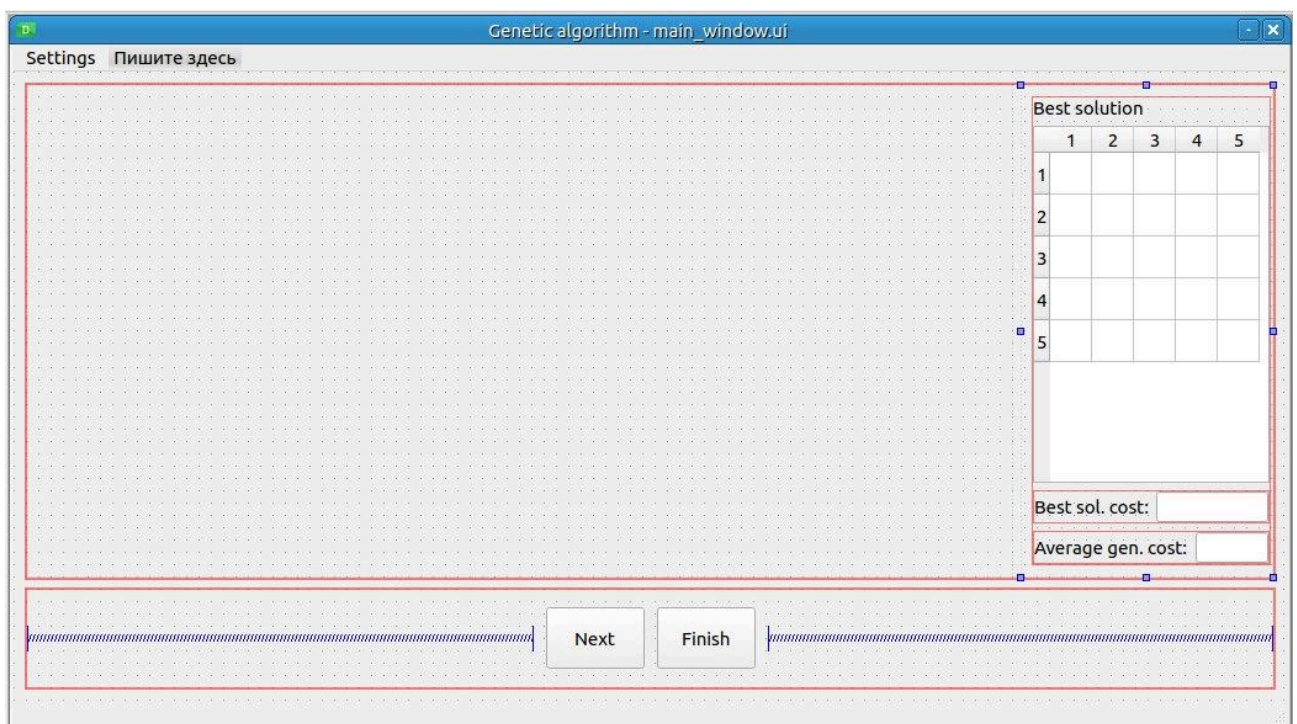 Genetic algorithm - main_window.ui
Settings Пишите здесь
Best solution
1 2 3 4 5
1
2
3
4
5
Best sol. cost:
Average gen. cost:
Next Finish